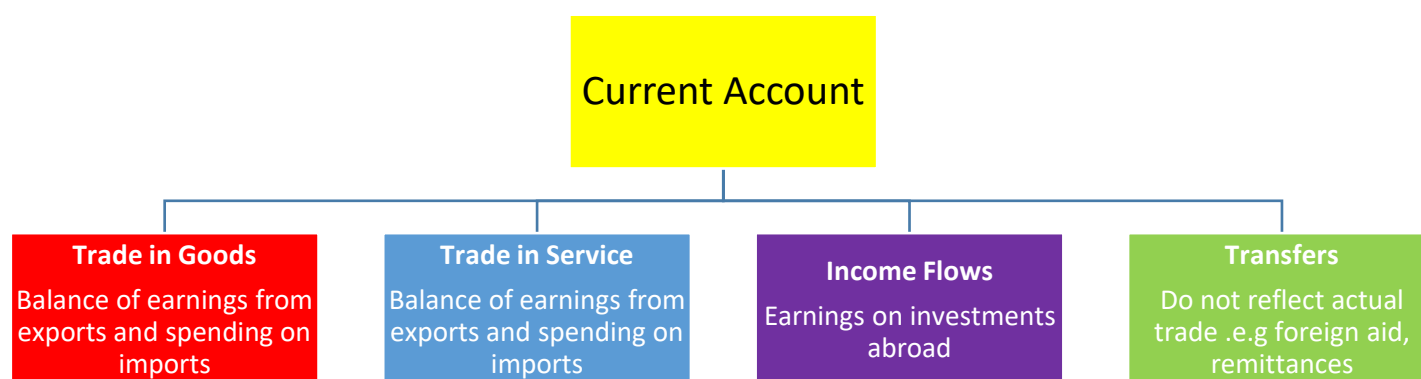 Current Account
Trade in Goods
Balance of earnings from
exports and spending on
imports
Trade in Service
Balance of earnings from
exports and spending on
imports
Income Flows
Earnings on investments
abroad
Transfers
Do not reflect actual
trade .e.g foreign aid,
remittances